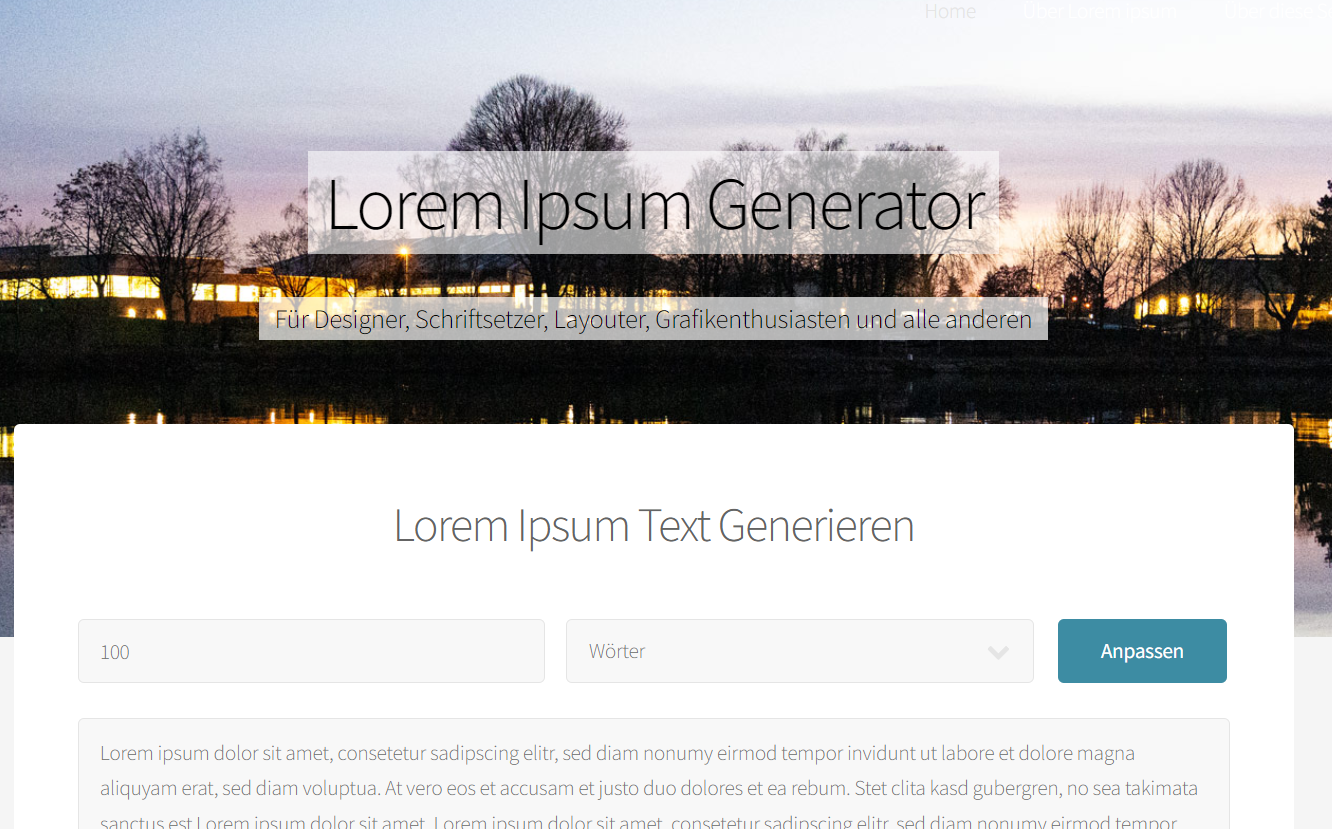 Home Über Lorem ipsum Über diese
Lorem Ipsum Generator
Für Designer, Schriftsetzer, Layouter, Grafikenthusiasten und alle anderen
Lorem Ipsum Text Generieren
100 Wörter Anpassen
Lorem ipsum dolor sit amet, consetetur sadipscing elitr, sed diam nonumy eirmod tempor invidunt ut labore et dolore magna
aliquyam erat, sed diam voluptua. At vero eos et accusam et justo duo dolores et ea rebum. Stet clita kasd gubergren, no sea takimata
sanctus est Lorem ipsum dolor sit amet. Lorem ipsum dolor sit amet, consetetur sadipscing elitr, sed diam nonumy eirmod tempor